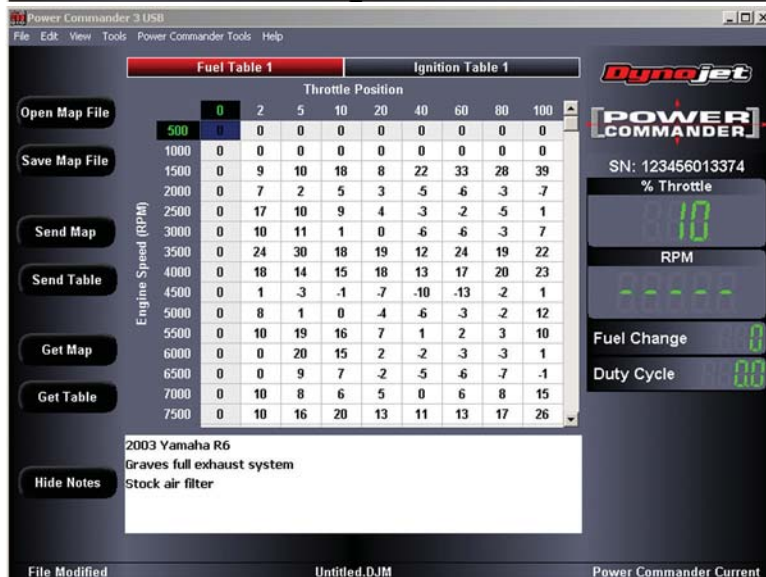 Power Commander 3 USB
File Edit View Tools Power Commander Tools Help
Fuel Table 1 Ignition Table 1
Throttle Position
0 2 5 10 20 40 60 80 100
500 0 0 0 0 0 0 0 0 0
1000 0 0 0 0 0 0 0 0 0
1500 0 9 10 18 8 22 33 28 39
2000 0 7 2 5 3 -5 -6 -3 -7
2500 0 17 10 9 4 -3 -2 -5 1
3000 0 10 11 1 0 -6 -6 -3 7
3500 0 24 30 18 19 12 24 19 22
4000 0 18 14 15 18 13 17 20 23
4500 0 1 -3 -1 -7 -10 -13 -2 1
5000 0 8 1 0 -4 -6 -3 -2 12
5500 0 10 19 16 7 1 2 3 10
6000 0 0 20 15 2 -2 -3 -3 1
6500 0 0 9 7 -2 -5 -6 -7 -1
7000 0 10 8 6 5 0 6 8 15
7500 0 10 16 20 13 11 13 17 26
Engine Speed (RPM)
Open Map File
Save Map File
Send Map
Send Table
Get Map
Get Table
Hide Notes
2003 Yamaha R6
Graves full exhaust system
Stock air filter
Dynojet
POWER
COMMANDER
SN: 123456013374
% Throttle
10
RPM
-----
Fuel Change 0
Duty Cycle 0.0
File Modified Untitled.DJM Power Commander Current